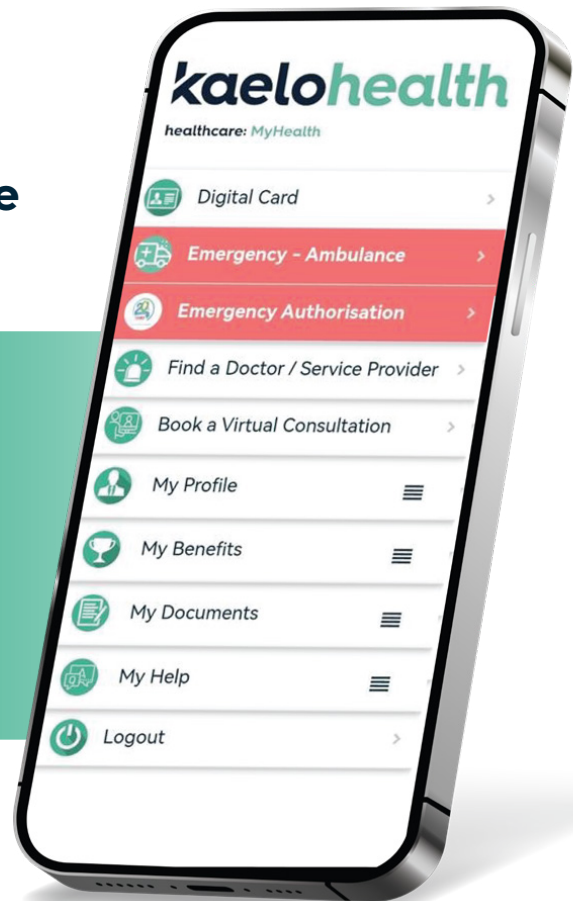 e
kaelohealth
healthcare: MyHealth
Digital Card
Emergency - Ambulance
Emergency Authorisation
Find a Doctor / Service Provider
Book a Virtual Consultation
My Profile
My Benefits
My Documents
My Help
Logout